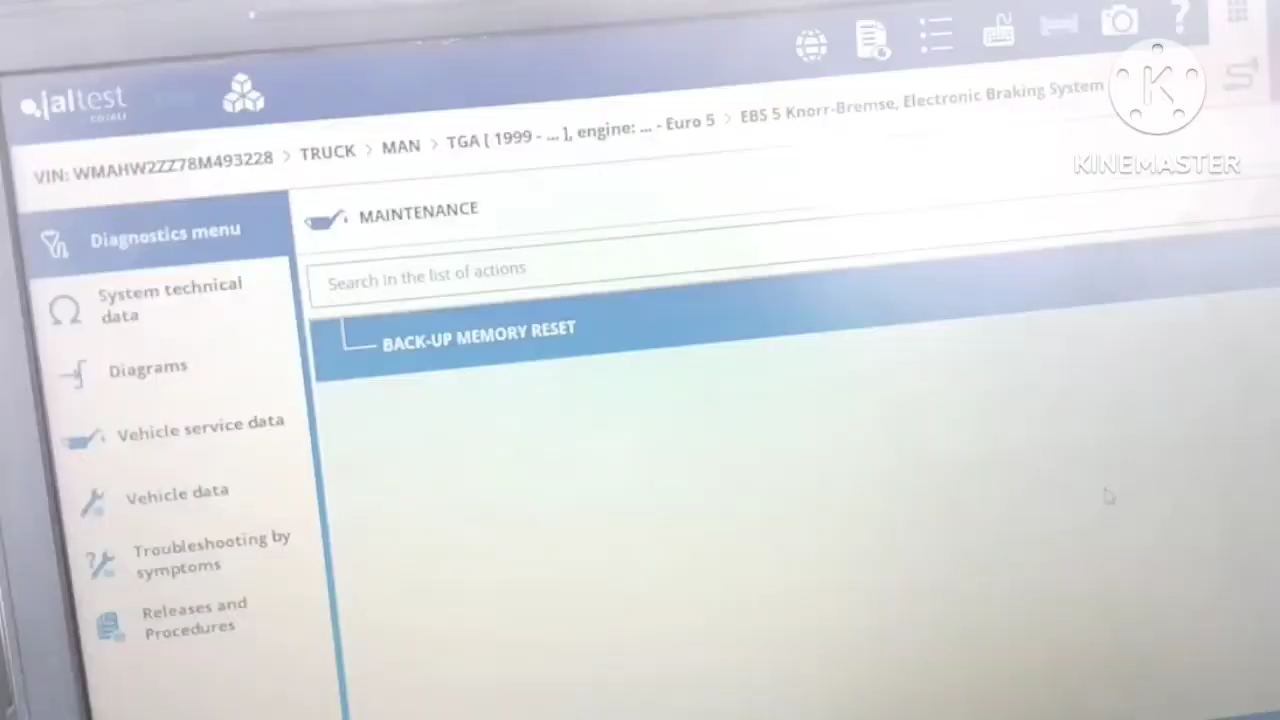 jaltest
COJALI
VIN: WMAHW2ZZ78M493228 > TRUCK > MAN > TGA [ 1999 - ... ], engine: ... - Euro 5 > EBS 5 Knorr-Bremse, Electronic Braking System
KINEMASTER
Diagnostics menu
System technical
data
Diagrams
Vehicle service data
Vehicle data
Troubleshooting by
symptoms
Releases and
Procedures
MAINTENANCE
Search in the list of actions
BACK-UP MEMORY RESET